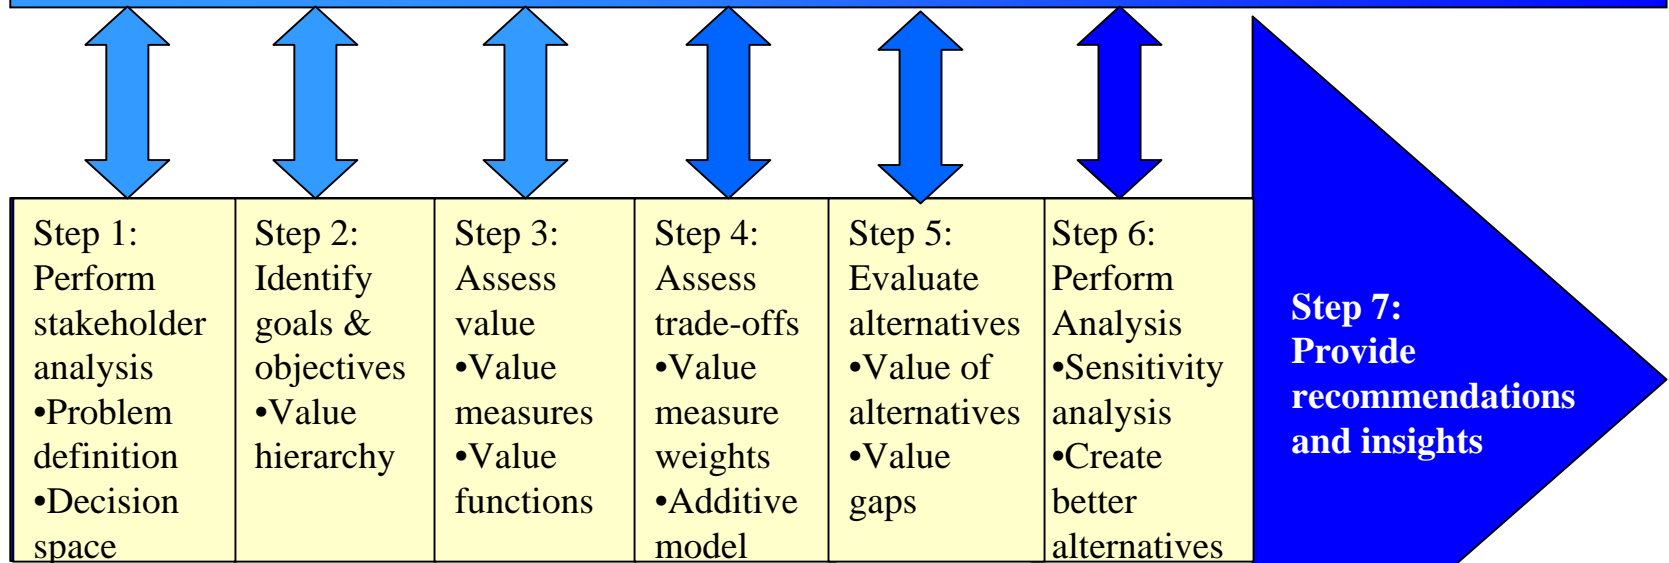 Step 1:
Perform
stakeholder
analysis
•Problem
definition
•Decision
space
Step 2:
Identify
goals &
objectives
•Value
hierarchy
Step 3:
Assess
value
•Value
measures
•Value
functions
Step 4:
Assess
trade-offs
•Value
measure
weights
•Additive
model
Step 5:
Evaluate
alternatives
•Value of
alternatives
•Value
gaps
Step 6:
Perform
Analysis
•Sensitivity
analysis
•Create
better
alternatives
Step 7:
Provide
recommendations
and insights